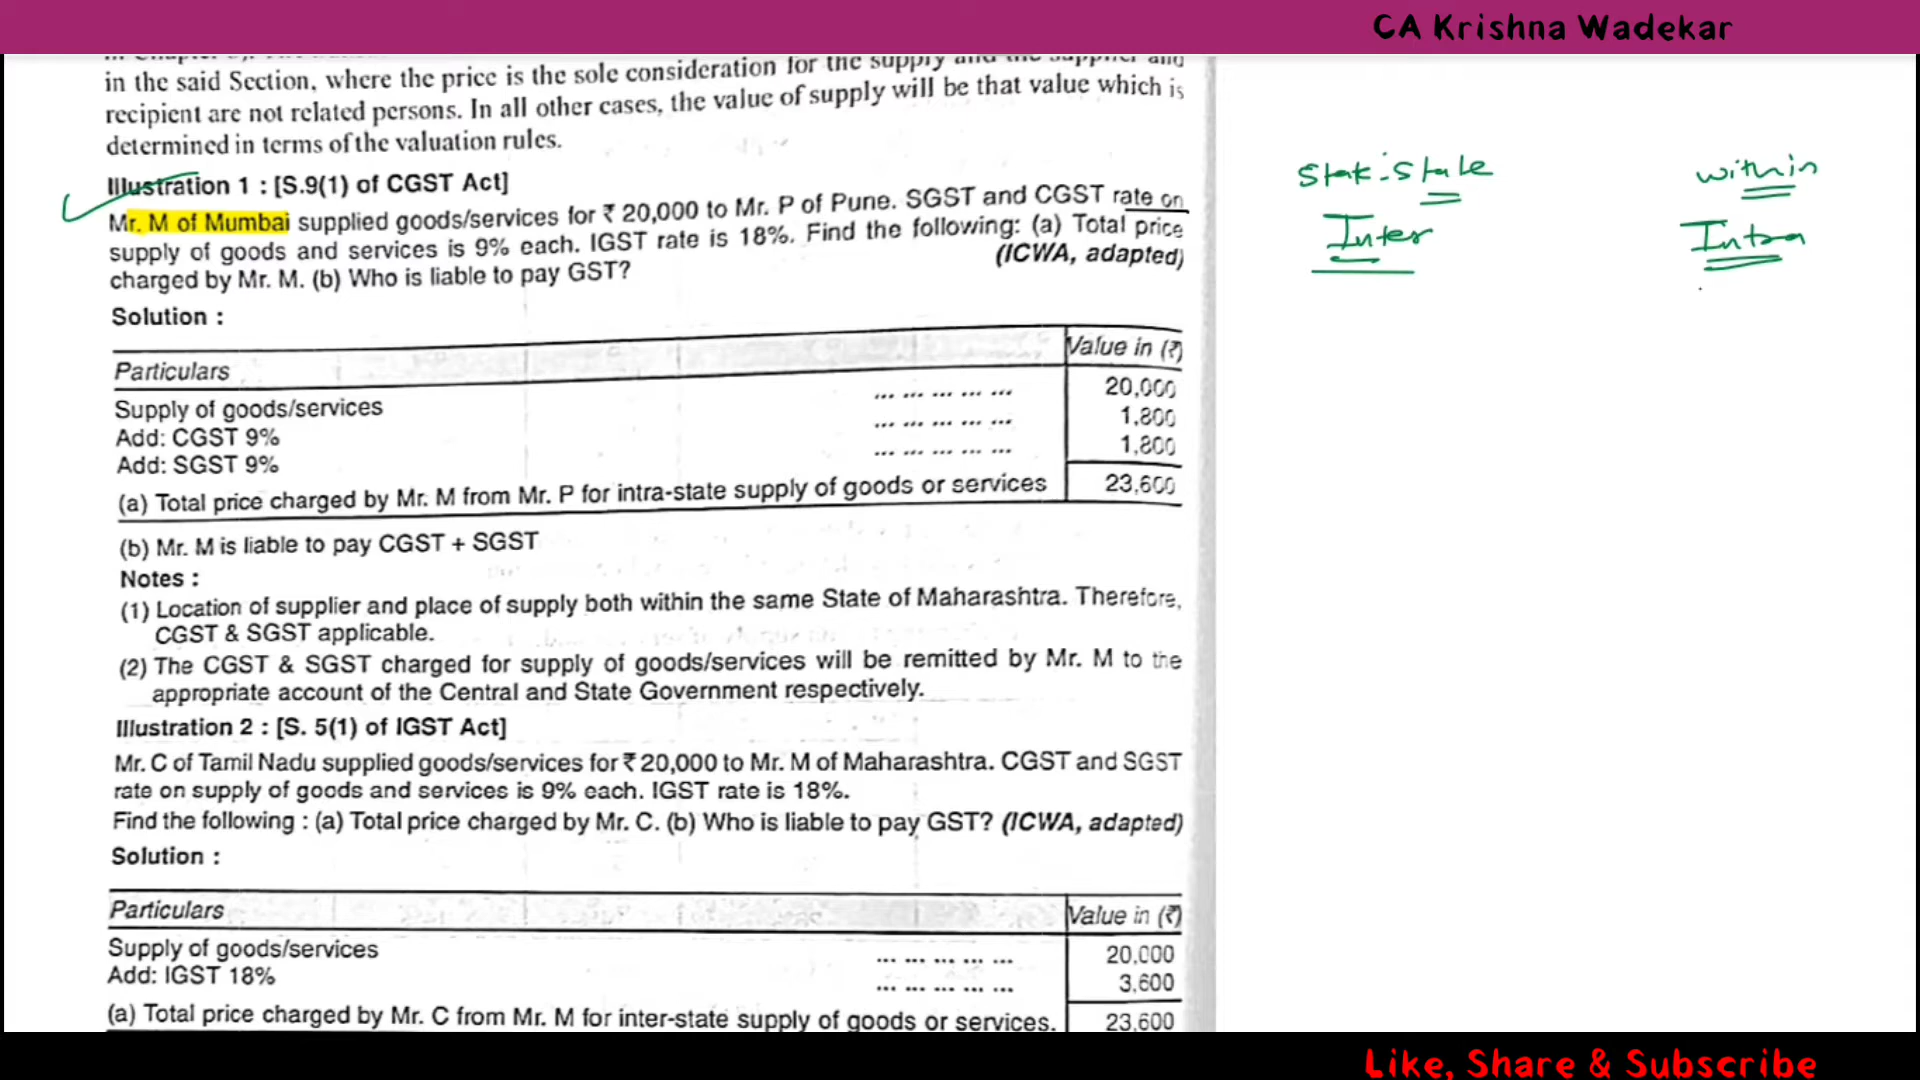 CA Krishna Wadekar
in the said Section, where the price is the sole consideration for the supply and the supplier and
recipient are not related persons. In all other cases, the value of supply will be that value which is
determined in terms of the valuation rules.
Illustration 1 : [S.9(1) of CGST Act]
Mr. M of Mumbai supplied goods/services for ₹ 20,000 to Mr. P of Pune. SGST and CGST rate on
supply of goods and services is 9% each. IGST rate is 18%. Find the following: (a) Total price
charged by Mr. M. (b) Who is liable to pay GST? (ICWA, adapted)
Solution :
Particulars Value in (₹)
Supply of goods/services ... ... ... ... ... 20,000
Add: CGST 9% ... ... ... ... ... 1,800
Add: SGST 9% ... ... ... ... ... 1,800
(a) Total price charged by Mr. M from Mr. P for intra-state supply of goods or services 23,600
(b) Mr. M is liable to pay CGST + SGST
Notes :
(1) Location of supplier and place of supply both within the same State of Maharashtra. Therefore,
CGST & SGST applicable.
(2) The CGST & SGST charged for supply of goods/services will be remitted by Mr. M to the
appropriate account of the Central and State Government respectively.
Illustration 2 : [S. 5(1) of IGST Act]
Mr. C of Tamil Nadu supplied goods/services for ₹ 20,000 to Mr. M of Maharashtra. CGST and SGST
rate on supply of goods and services is 9% each. IGST rate is 18%.
Find the following : (a) Total price charged by Mr. C. (b) Who is liable to pay GST? (ICWA, adapted)
Solution :
Particulars Value in (₹)
Supply of goods/services ... ... ... ... ... 20,000
Add: IGST 18% ... ... ... ... ... 3,600
(a) Total price charged by Mr. C from Mr. M for inter-state supply of goods or services. 23,600
State-State within
Inter Intra
Like, Share & Subscribe